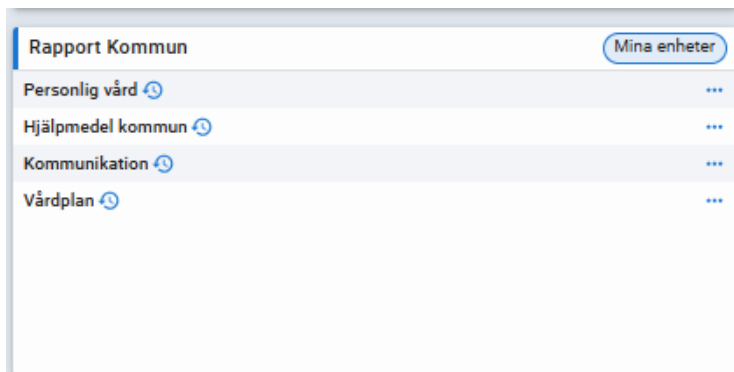 Rapport Kommun
Mina enheter
Personlig vård
Hjälpmedel kommun
Kommunikation
Vårdplan